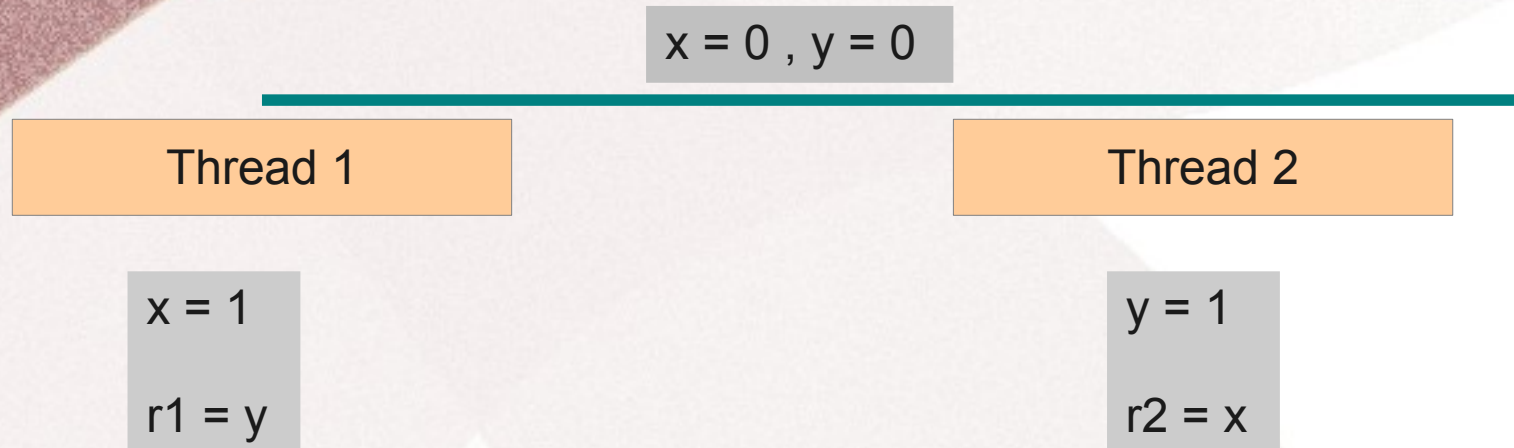 x = 0 , y = 0
Thread 1
Thread 2
x = 1
y = 1
r1 = y
r2 = x